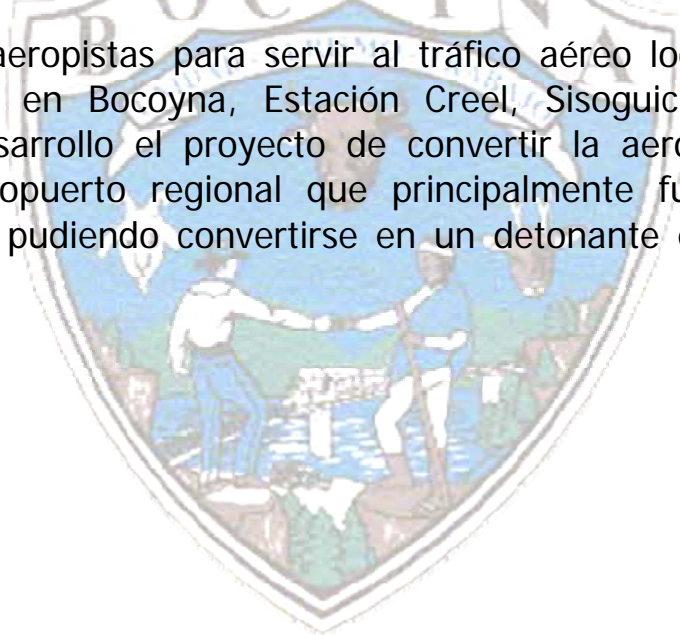 BOCOYNA
aeropistas para servir al tráfico aéreo lo
en Bocoyna, Estación Creel, Sisoguic
sarrollo el proyecto de convertir la aero
opuerto regional que principalmente fu
pudiendo convertirse en un detonante